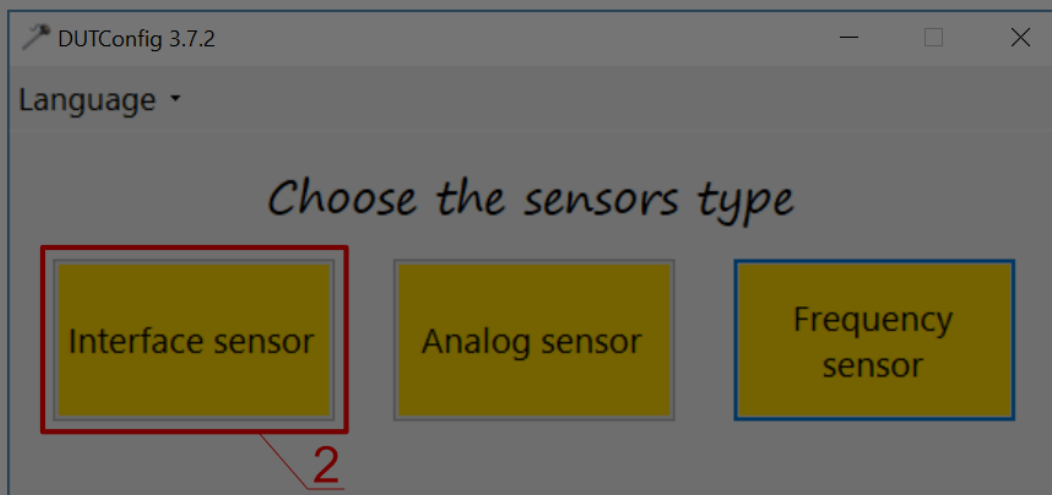 DUTConfig 3.7.2
Language
Choose the sensors type
Interface sensor
Analog sensor
Frequency
sensor
2